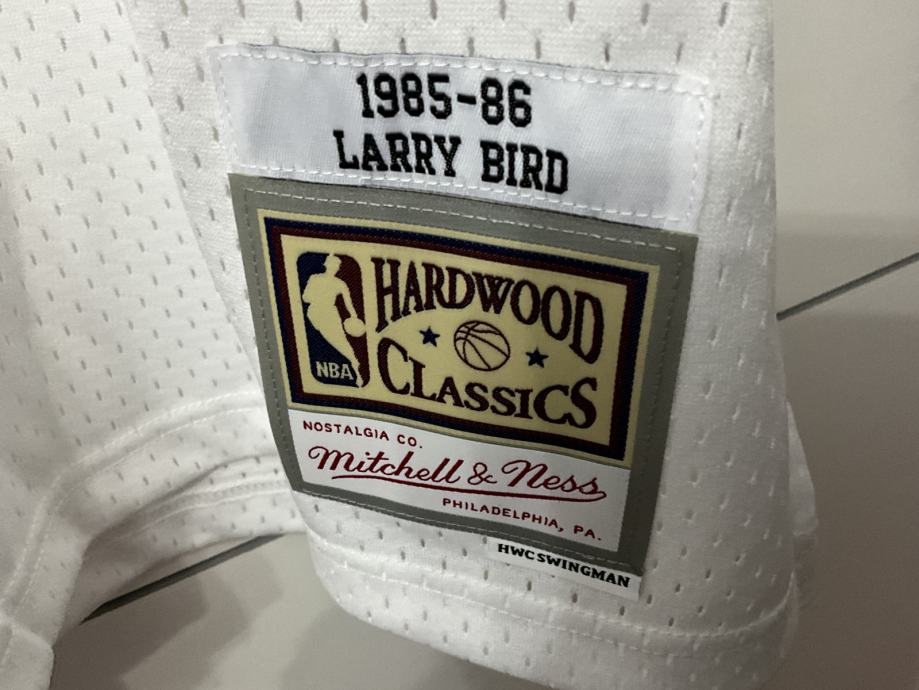 1985-86
LARRY BIRD
HARDWOOD
CLASSICS
NBA
NOSTALGIA CO.
Mitchell & Ness
PHILADELPHIA, PA.
HWC SWINGMAN